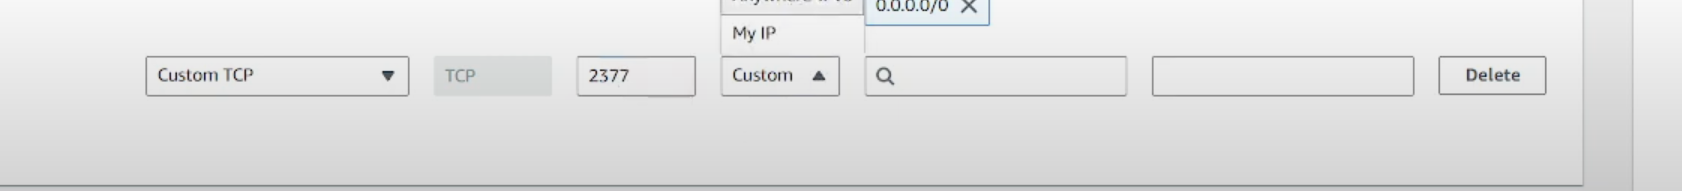 0.0.0.0/0
My IP
Custom TCP TCP 2377 Custom Delete